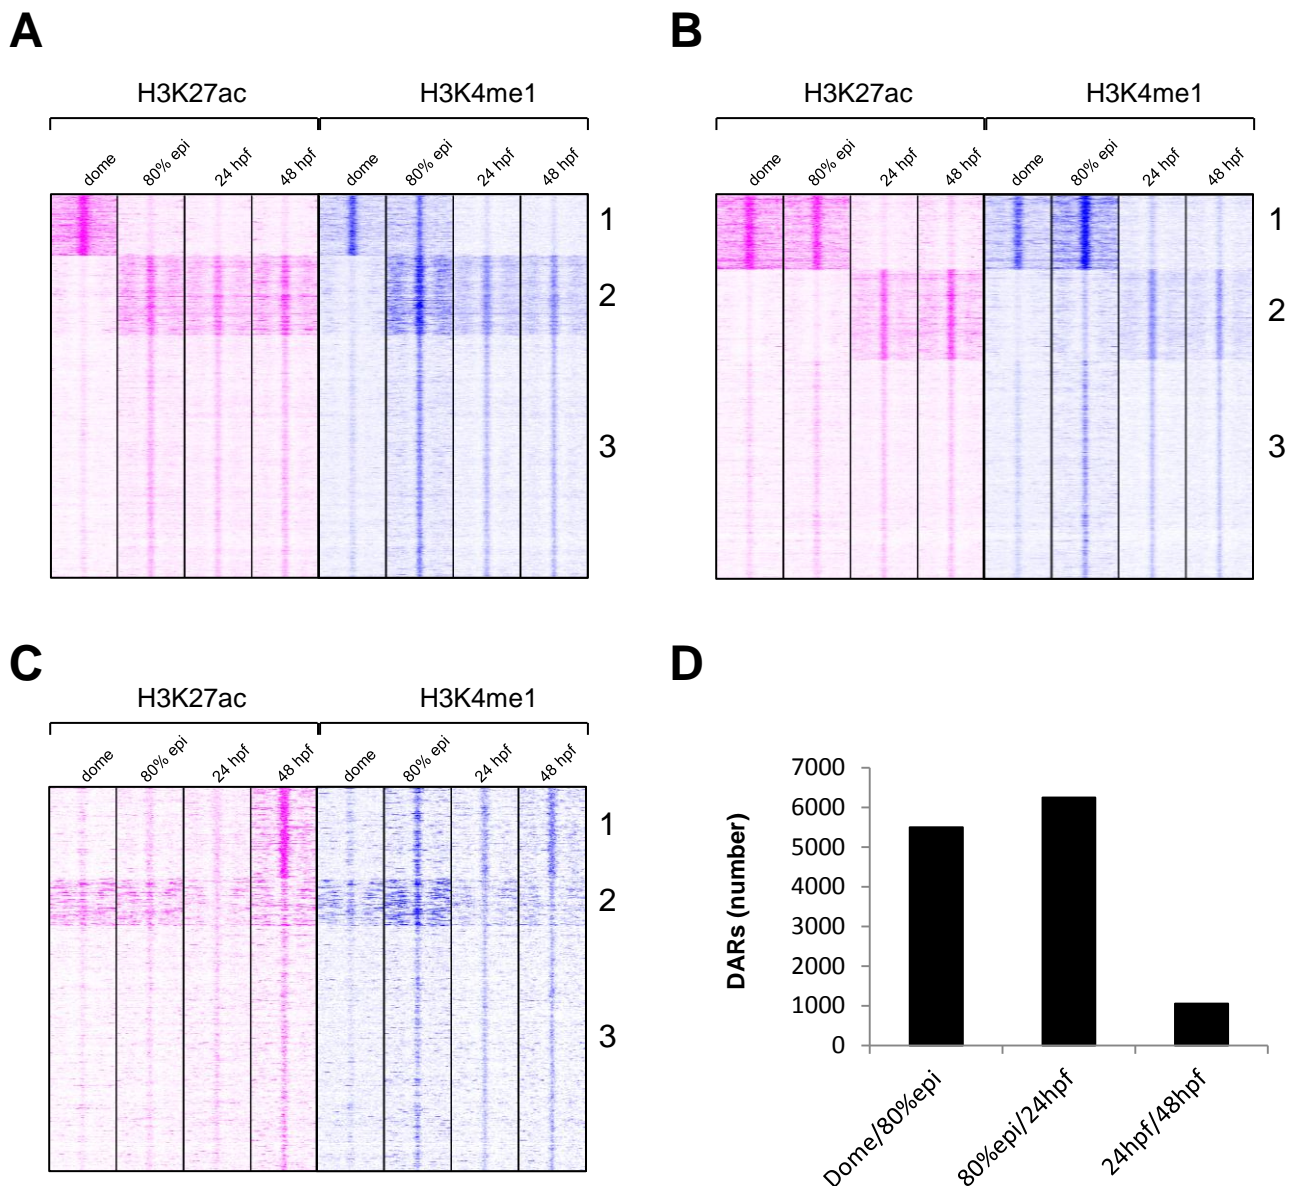 A
H3K27ac H3K4me1
dome 80% epi 24 hpf 48 hpf dome 80% epi 24 hpf 48 hpf
1
2
3
B
H3K27ac H3K4me1
dome 80% epi 24 hpf 48 hpf dome 80% epi 24 hpf 48 hpf
1
2
3
C
H3K27ac H3K4me1
dome 80% epi 24 hpf 48 hpf dome 80% epi 24 hpf 48 hpf
1
2
3
D
DARs (number)
7000
6000
5000
4000
3000
2000
1000
0
Dome/80%epi 80%epi/24hpf 24hpf/48hpf